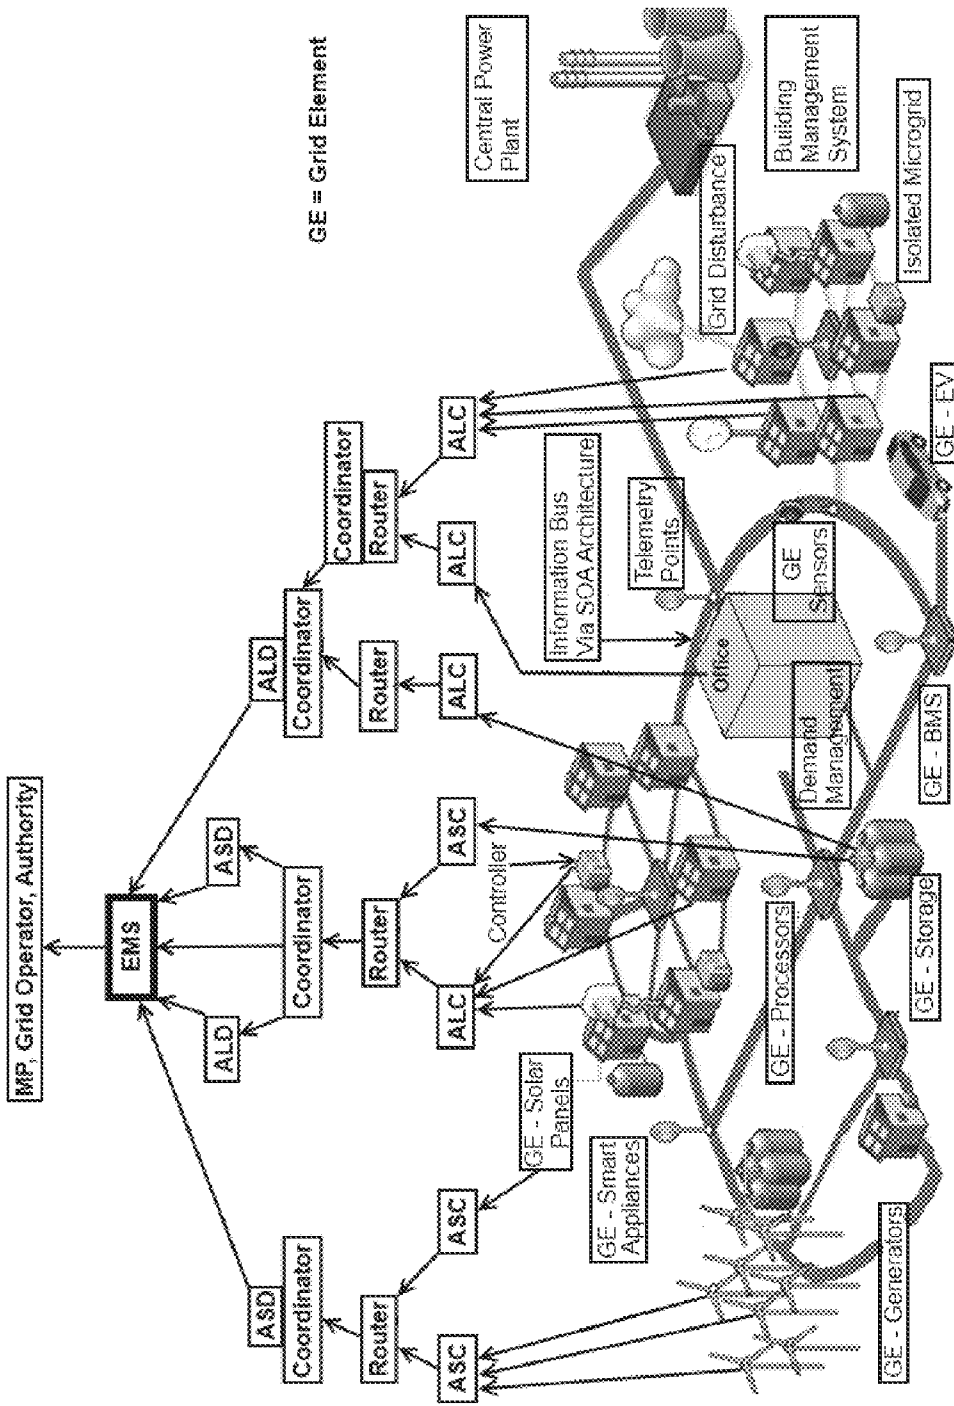 MP, Grid Operator, Authority
EMS
GE = Grid Element
ASD
Coordinator
ALD
ASD
ALD
Coordinator
Coordinator
Coordinator
Router
Router
Router
Router
Router
ASC
ASC
ALC
ASC
ALC
ALC
ALC
Controller
Central Power
Plant
GE - Solar
Panels
Information Bus
Via SOA Architecture
GE - Smart
Appliances
Telemetry
Points
Grid Disturbance
Office
Building
Management
System
GE - Processors
Demand
Management
GE
Sensors
GE - Generators
GE - Storage
GE - BMS
GE - EV
Isolated Microgrid